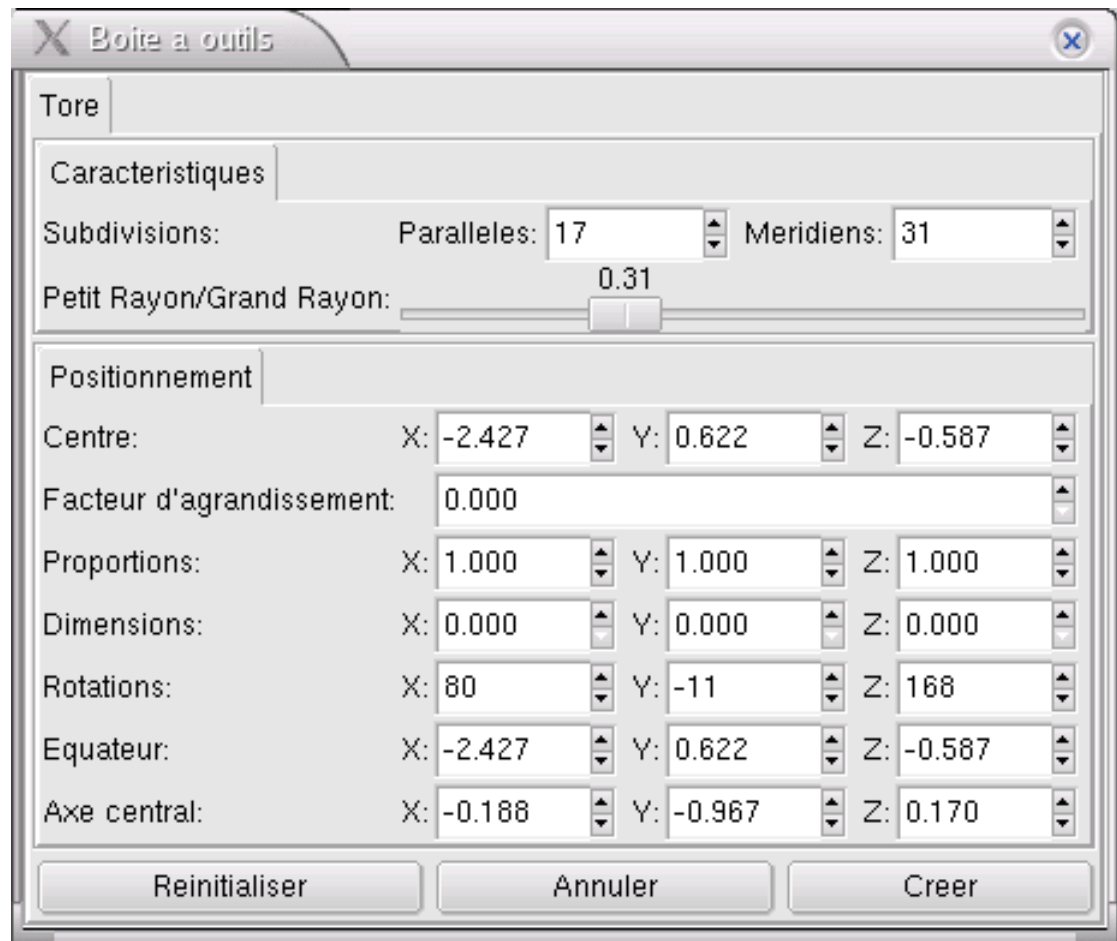 Boite a outils
Tore
Caracteristiques
Subdivisions: Paralleles: 17 Meridiens: 31
0.31
Petit Rayon/Grand Rayon:
Positionnement
Centre: X: -2.427 Y: 0.622 Z: -0.587
Facteur d'agrandissement: 0.000
Proportions: X: 1.000 Y: 1.000 Z: 1.000
Dimensions: X: 0.000 Y: 0.000 Z: 0.000
Rotations: X: 80 Y: -11 Z: 168
Equateur: X: -2.427 Y: 0.622 Z: -0.587
Axe central: X: -0.188 Y: -0.967 Z: 0.170
Reinitialiser Annuler Creer